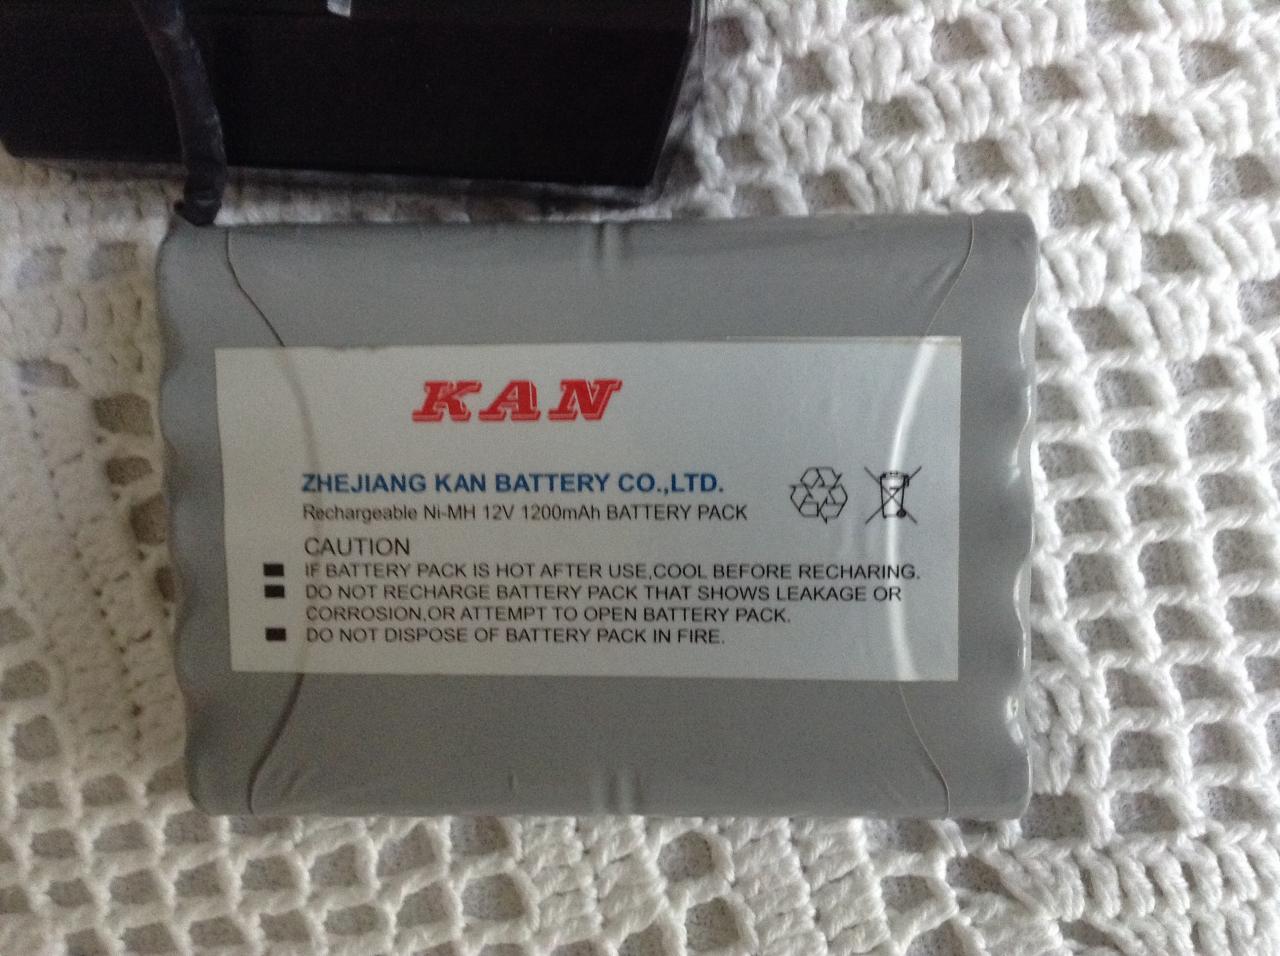 KAN
ZHEJIANG KAN BATTERY CO.,LTD.
Rechargeable Ni-MH 12V 1200mAh BATTERY PACK
CAUTION
IF BATTERY PACK IS HOT AFTER USE,COOL BEFORE RECHARING.
DO NOT RECHARGE BATTERY PACK THAT SHOWS LEAKAGE OR
CORROSION,OR ATTEMPT TO OPEN BATTERY PACK.
DO NOT DISPOSE OF BATTERY PACK IN FIRE.